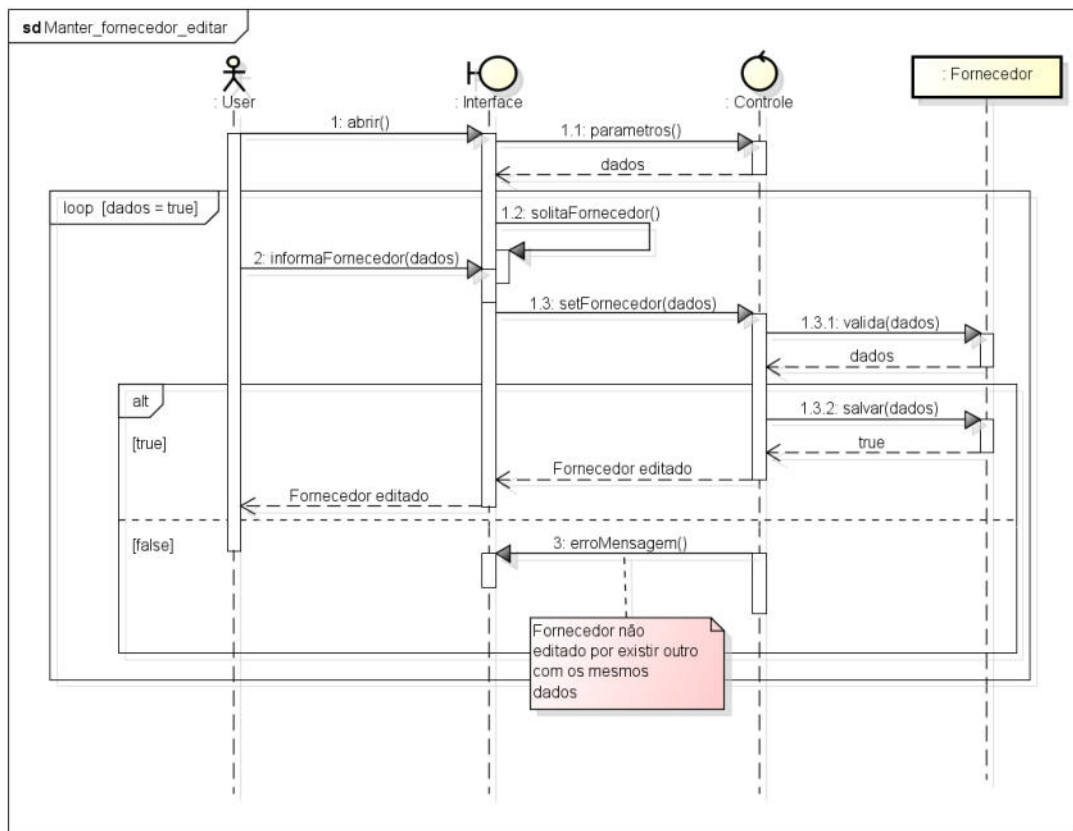 sd Manter_fornecedor_editar
: User
: Interface
: Controle
: Fornecedor
1: abrir()
1.1: parametros()
dados
loop [dados = true]
1.2: solitaFornecedor()
2: informaFornecedor(dados)
1.3: setFornecedor(dados)
1.3.1: valida(dados)
dados
alt
1.3.2: salvar(dados)
[true]
true
Fornecedor editado
Fornecedor editado
[false]
3: erroMensagem()
Fornecedor não
editado por existir outro
com os mesmos
dados